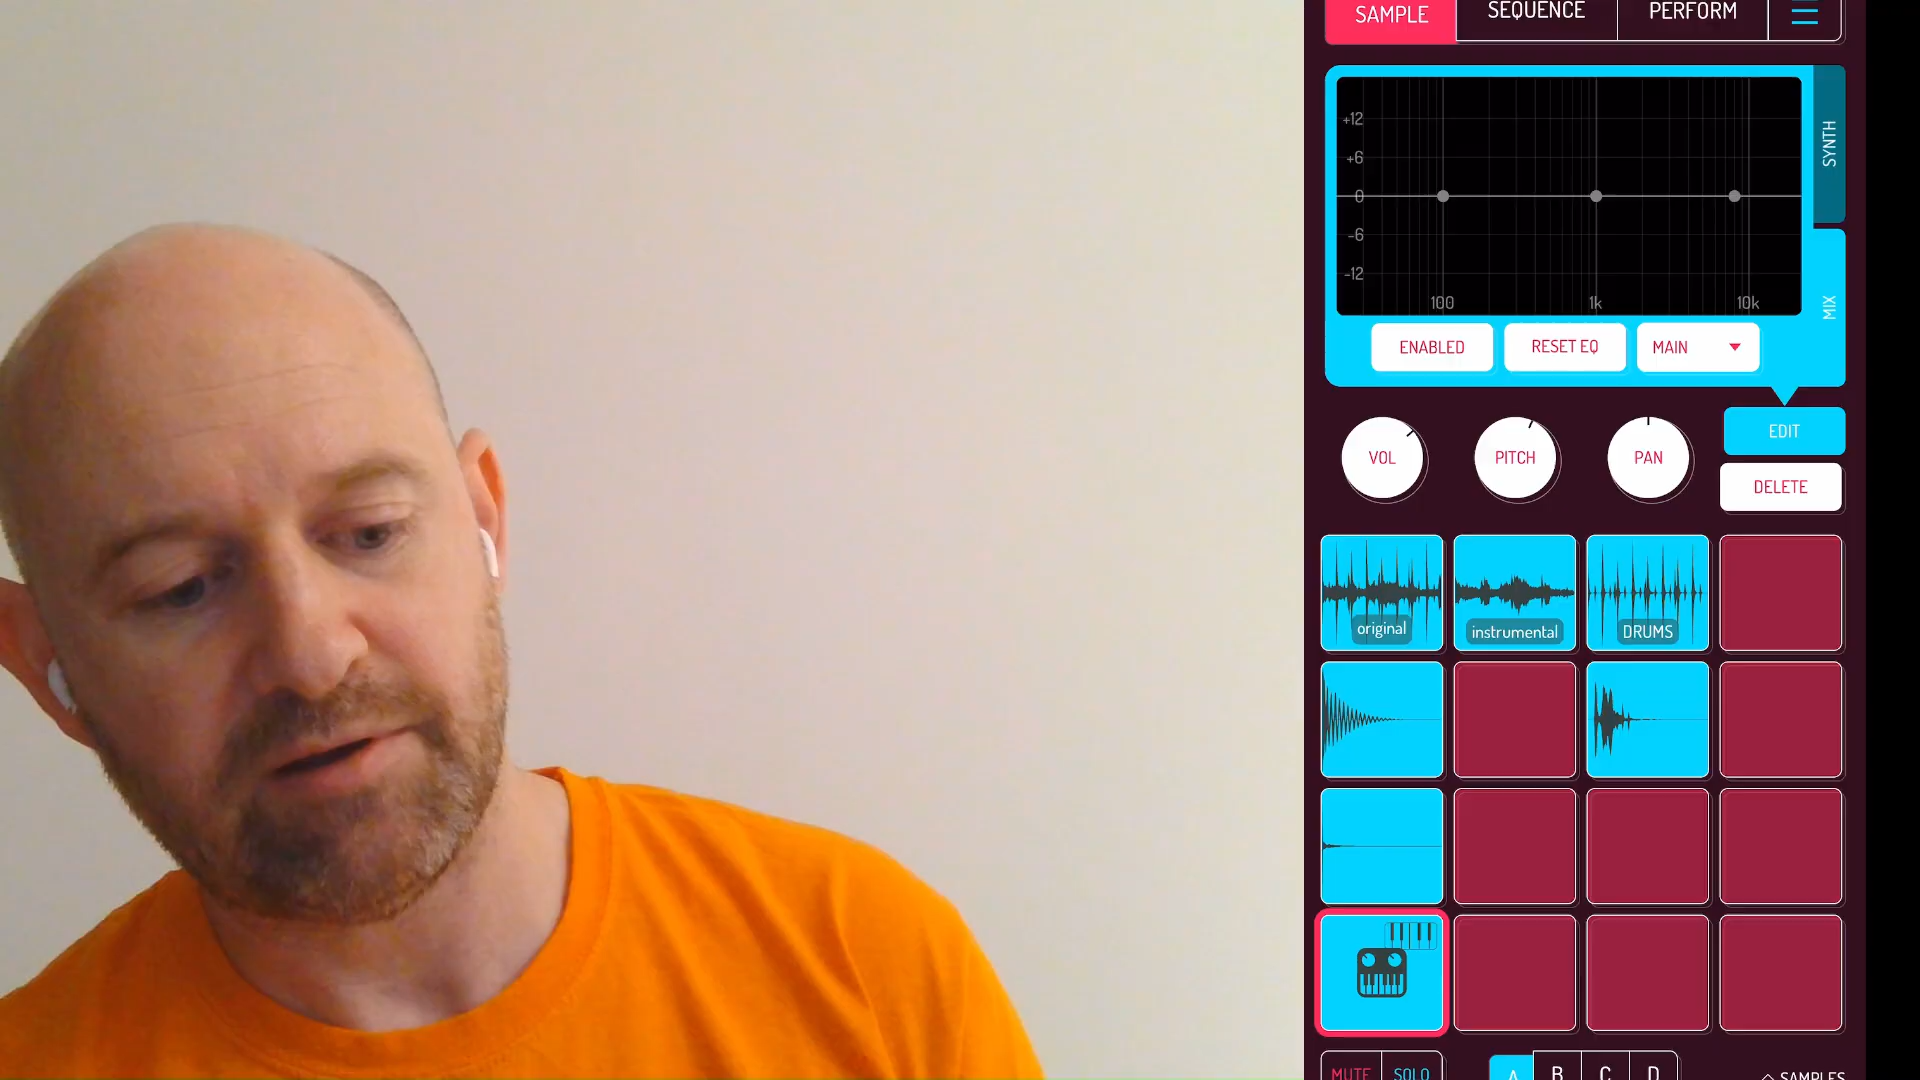 SAMPLE SEQUENCE PERFORM
+12
+6
0
-6
-12
100 1k 10k
SYNTH
MIX
ENABLED RESET EQ MAIN
VOL PITCH PAN
EDIT
DELETE
original instrumental DRUMS
MUTE SOLO A B C D SAMPLES